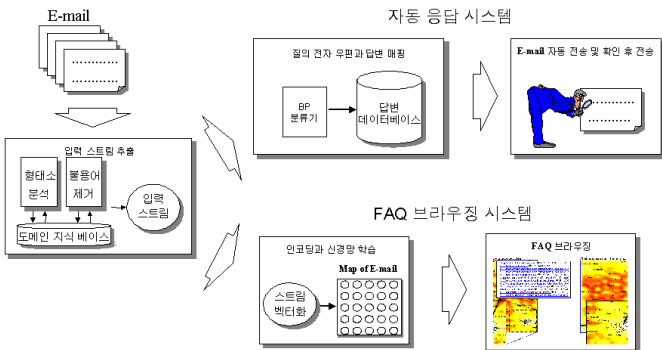 E-mail
자동 응답 시스템
질의 전자 우편과 답변 매핑
BP
분류기
답변
데이터베이스
E-mail 자동 전송 및 확인 후 전송
입력 스트림 추출
형태소
분석
불용어
제거
입력
스트림
도메인 지식 베이스
FAQ 브라우징 시스템
인코딩과 신경망 학습
Map of E-mail
스트림
벡터화
FAQ 브라우징